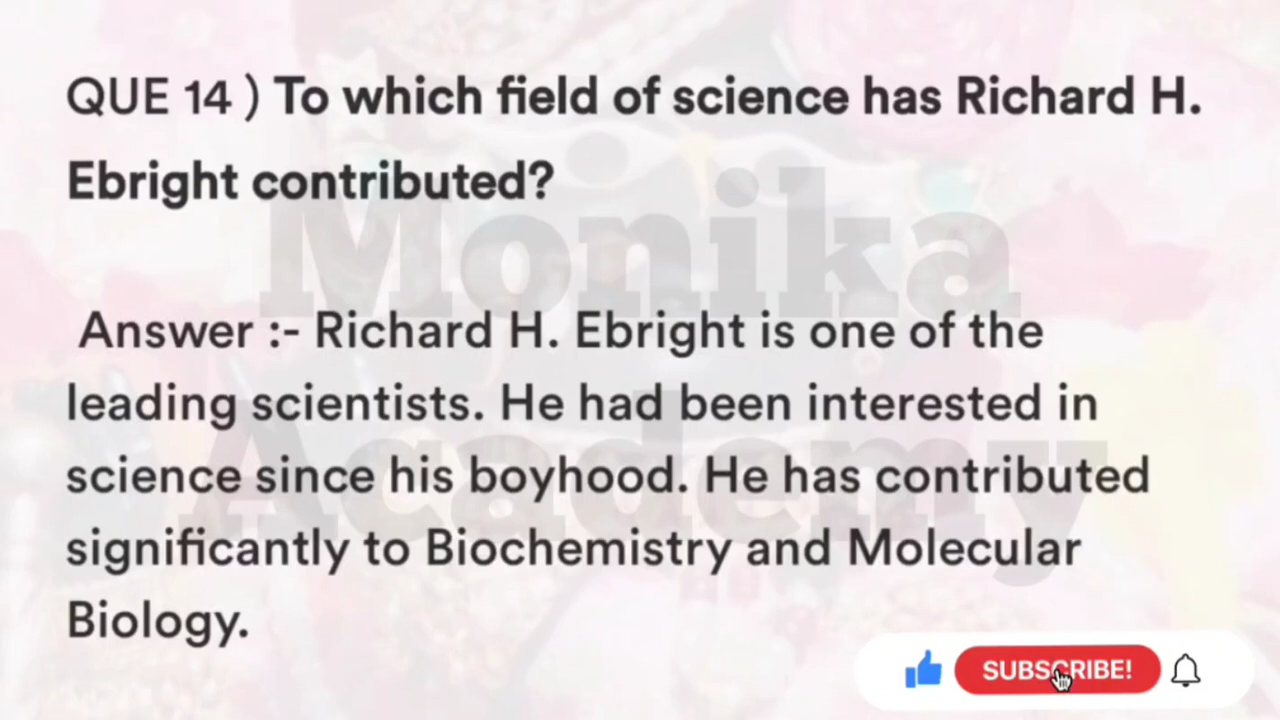 QUE 14 ) To which field of science has Richard H.
Ebright contributed?
Monika
Answer :- Richard H. Ebright is one of the
leading scientists. He had been interested in
Academy
science since his boyhood. He has contributed
significantly to Biochemistry and Molecular
Biology.
SUBSCRIBE!